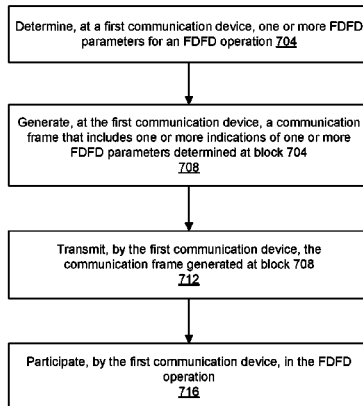 Determine, at a first communication device, one or more FDFD
parameters for an FDFD operation 704
Generate, at the first communication device, a communication
frame that includes one or more indications of one or more
FDFD parameters determined at block 704
708
Transmit, by the first communication device, the
communication frame generated at block 708
712
Participate, by the first communication device, in the FDFD
operation
716